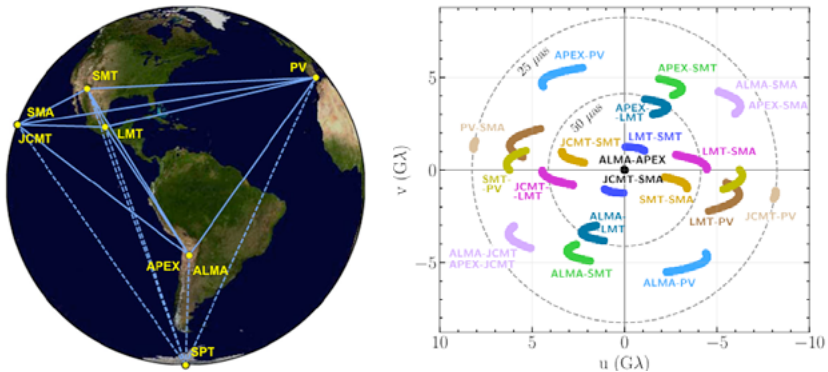 PV
SMT
SMA
JCMT
LMT
APEX
ALMA
SPT
v (Gλ)
5
0
−5
25 μas
50 μas
APEX-PV
APEX-SMT
ALMA-SMA
APEX-SMA
APEX
-LMT
PV-SMA
JCMT-SMT
LMT-SMT
LMT-SMA
ALMA-APEX
SMT
-PV
JCMT
-LMT
JCMT-SMA
SMT-SMA
JCMT-PV
LMT-PV
ALMA-
LMT
ALMA-JCMT
APEX-JCMT
ALMA-SMT
ALMA-PV
10
5
0
−5
−10
u (Gλ)